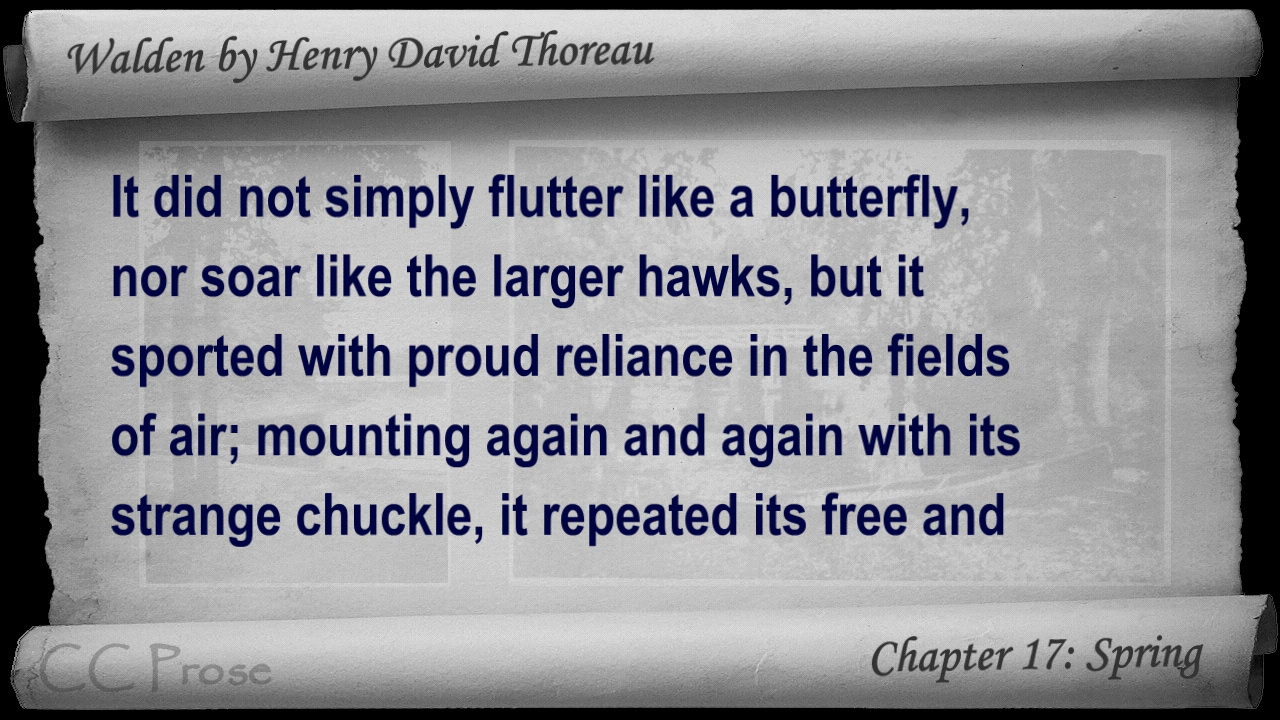 Walden by Henry David Thoreau
It did not simply flutter like a butterfly,
nor soar like the larger hawks, but it
sported with proud reliance in the fields
of air; mounting again and again with its
strange chuckle, it repeated its free and
CC Prose
Chapter 17: Spring